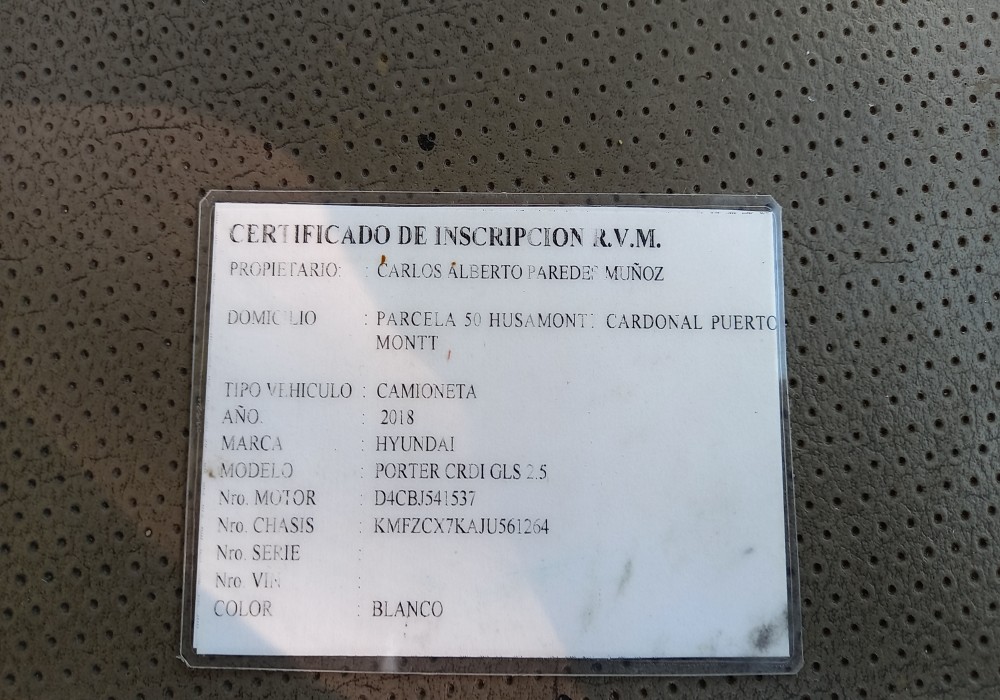 CERTIFICADO DE INSCRIPCION R.V.M.
PROPIETARIO: : CARLOS ALBERTO PAREDES MUÑOZ
DOMICILIO : PARCELA 50 HUSAMONTE CARDONAL PUERTO
MONTT
TIPO VEHICULO : CAMIONETA
AÑO. : 2018
MARCA : HYUNDAI
MODELO : PORTER CRDI GLS 2.5
Nro. MOTOR : D4CBJ541537
Nro. CHASIS : KMFZCX7KAJU561264
Nro. SERIE :
Nro. VIN :
COLOR : BLANCO